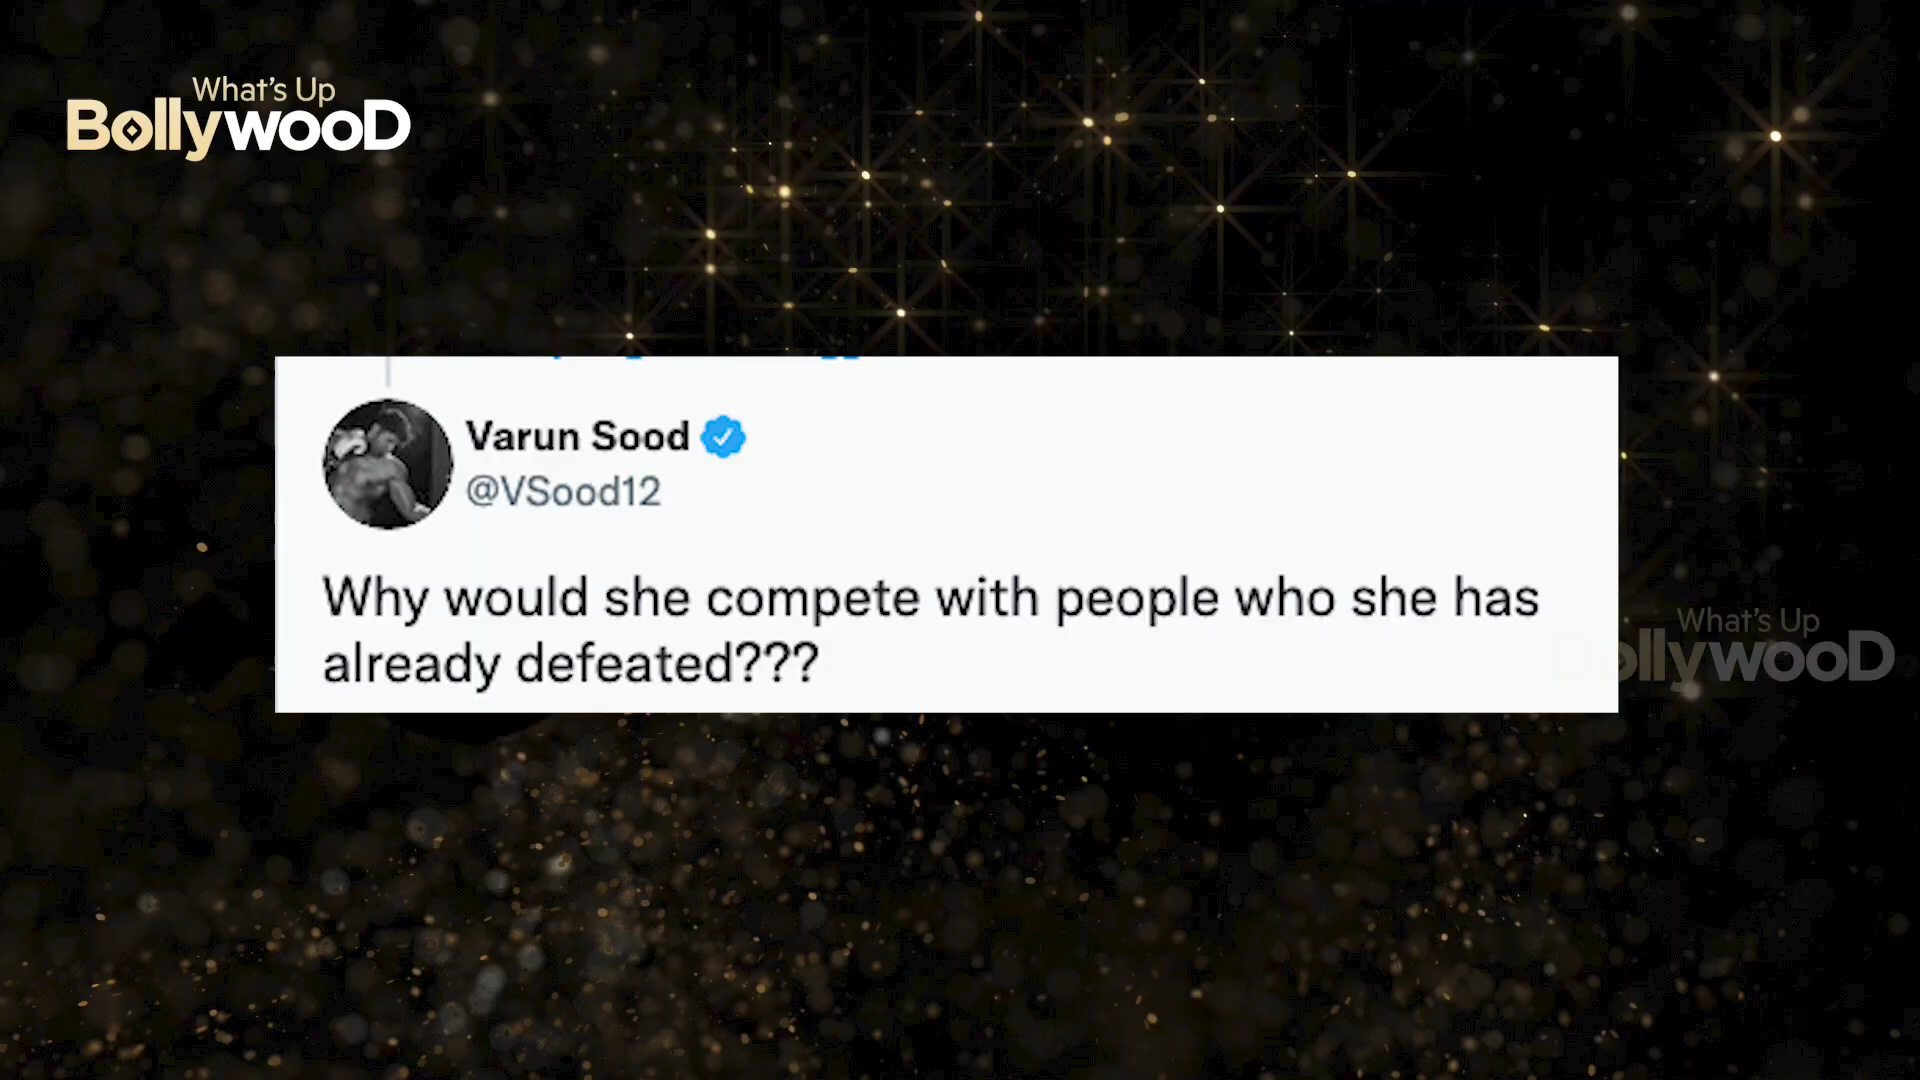 What's Up
BollywooD
Varun Sood
@VSood12
Why would she compete with people who she has
already defeated???
What's Up
ollywooD